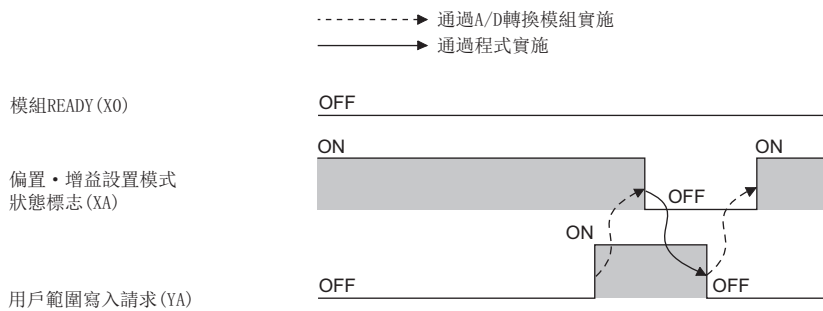 通過A/D轉換模組實施
通過程式實施
模組READY(X0)
OFF
ON
ON
偏置・增益設置模式
狀態標志(XA)
OFF
ON
用戶範圍寫入請求(YA)
OFF
OFF